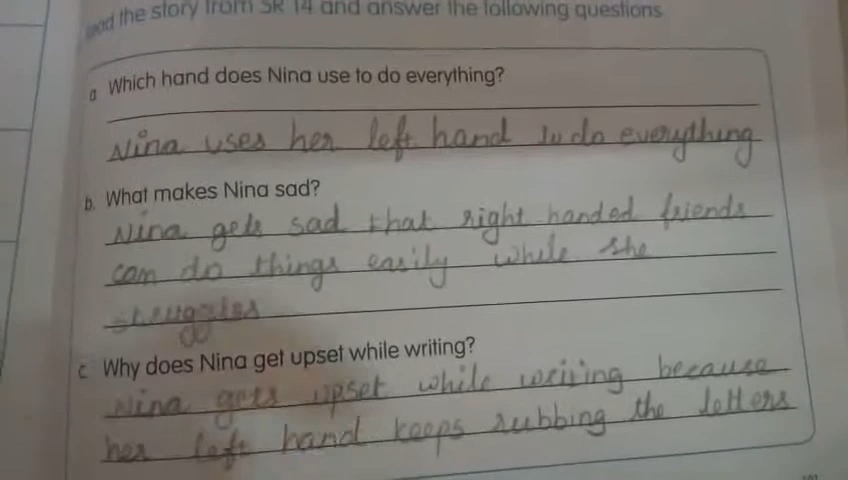 read the story from SR 14 and answer the following questions
a Which hand does Nina use to do everything?
Nina uses her left hand to do everything
b. What makes Nina sad?
Nina gets sad that right handed friends
can do things easily while she
struggles
c Why does Nina get upset while writing?
Nina gets upset while writing because
her left hand keeps rubbing the letters